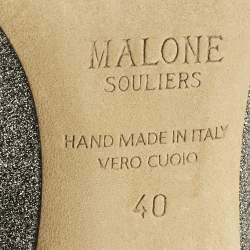 MALONE
SOULIERS
HAND MADE IN ITALY
VERO CUOIO
40